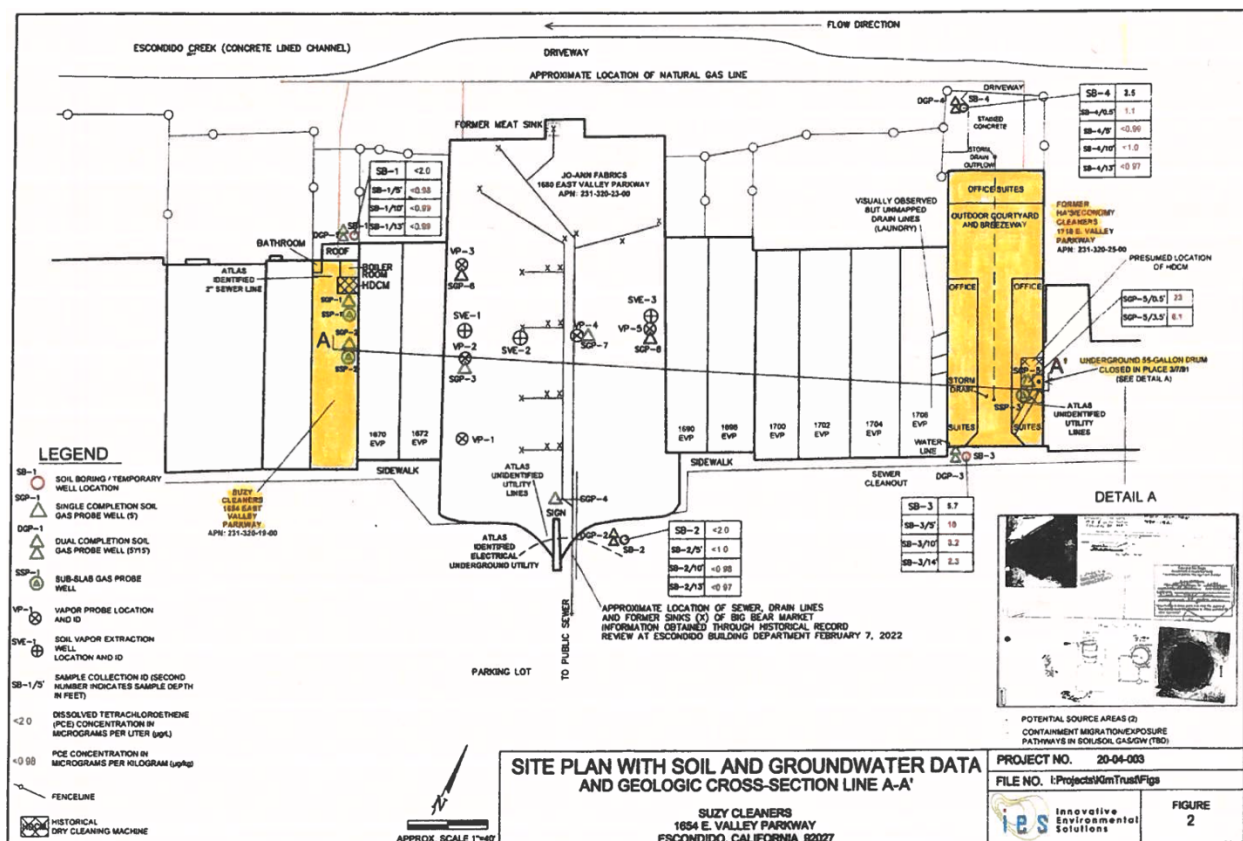 FLOW DIRECTION
ESCONDIDO CREEK (CONCRETE LINED CHANNEL)
DRIVEWAY
APPROXIMATE LOCATION OF NATURAL GAS LINE
DRIVEWAY
DGP-4
SB-4
STAINED
CONCRETE
STORM
DRAIN
OUTFLOW
SB-4 2.5
SB-4/0.5' 1.1
SB-4/5' <0.99
SB-4/10' <1.0
SB-4/13' <0.97
FORMER MEAT SINK
JO-ANN FABRICS
1680 EAST VALLEY PARKWAY
APN: 231-320-23-00
SB-1 <2.0
SB-1/5' <0.98
SB-1/10' <0.99
SB-1/13' <0.99
DGP-1
SB-1
VISUALLY OBSERVED
BUT UNMAPPED
DRAIN LINES
(LAUNDRY)
OFFICE SUITES
OUTDOOR COURTYARD
AND BREEZEWAY
FORMER
HA'S/ECONOMY
CLEANERS
1718 E. VALLEY
PARKWAY
APN: 231-320-25-00
PRESUMED LOCATION
OF HDCM
BATHROOM
ROOF
ATLAS
IDENTIFIED
2" SEWER LINE
BOILER
ROOM
HDCM
SGP-1
SSP-1
SGP-2
SSP-2
A
VP-3
SGP-6
SVE-1
VP-2
SGP-3
VP-1
SVE-2
VP-4
SGP-7
SVE-3
VP-5
SGP-8
OFFICE
OFFICE
SGP-5/0.5' 23
SGP-5/3.5' 6.1
SGP-5
A'
UNDERGROUND 55-GALLON DRUM
CLOSED IN PLACE 3/7/91
(SEE DETAIL A)
STORM
DRAIN
SSP-3
ATLAS
UNIDENTIFIED
UTILITY
LINES
SUITES
SUITES
1670
EVP
1672
EVP
1690
EVP
1698
EVP
1700
EVP
1702
EVP
1704
EVP
1708
EVP
WATER
LINE
SIDEWALK
SIDEWALK
SEWER
CLEANOUT
DGP-3
SB-3
SUZY
CLEANERS
1654 EAST
VALLEY
PARKWAY
APN: 231-320-19-00
ATLAS
UNIDENTIFIED
UTILITY
LINES
SGP-4
SIGN
ATLAS
IDENTIFIED
ELECTRICAL
UNDERGROUND UTILITY
DGP-2
SB-2
SB-2 <2.0
SB-2/5' <1.0
SB-2/10' <0.98
SB-2/13' <0.97
SB-3 5.7
SB-3/5' 18
SB-3/10' 3.2
SB-3/14' 2.3
APPROXIMATE LOCATION OF SEWER, DRAIN LINES
AND FORMER SINKS (X) OF BIG BEAR MARKET
INFORMATION OBTAINED THROUGH HISTORICAL RECORD
REVIEW AT ESCONDIDO BUILDING DEPARTMENT FEBRUARY 7, 2022
TO PUBLIC SEWER
PARKING LOT
LEGEND
SB-1 SOIL BORING / TEMPORARY
WELL LOCATION
SGP-1 SINGLE COMPLETION SOIL
GAS PROBE WELL (5')
DGP-1 DUAL COMPLETION SOIL
GAS PROBE WELL (5'/15')
SSP-1 SUB-SLAB GAS PROBE
WELL
VP-1 VAPOR PROBE LOCATION
AND ID
SVE-1 SOIL VAPOR EXTRACTION
WELL
LOCATION AND ID
SB-1/5' SAMPLE COLLECTION ID (SECOND
NUMBER INDICATES SAMPLE DEPTH
IN FEET)
<2.0 DISSOLVED TETRACHLOROETHENE
(PCE) CONCENTRATION IN
MICROGRAMS PER LITER (µg/L)
<0.98 PCE CONCENTRATION IN
MICROGRAMS PER KILOGRAM (µg/kg)
FENCELINE
HDCM HISTORICAL
DRY CLEANING MACHINE
N
APPROX. SCALE 1"=40'
DETAIL A
POTENTIAL SOURCE AREAS (2)
CONTAINMENT MIGRATION/EXPOSURE
PATHWAYS IN SOIL/SOIL GAS/GW (TBD)
SITE PLAN WITH SOIL AND GROUNDWATER DATA
AND GEOLOGIC CROSS-SECTION LINE A-A'
SUZY CLEANERS
1654 E. VALLEY PARKWAY
ESCONDIDO, CALIFORNIA 92027
PROJECT NO. 20-04-003
FILE NO. I:Projects\KimTrust\Figs
ies Innovative
Environmental
Solutions
FIGURE
2